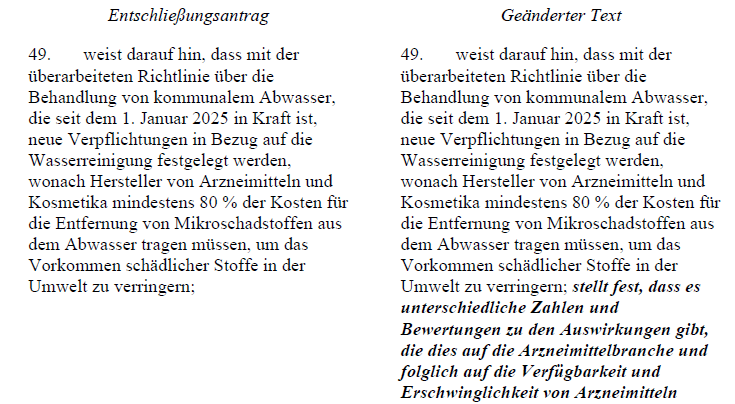 Entschließungsantrag
49. weist darauf hin, dass mit der
überarbeiteten Richtlinie über die
Behandlung von kommunalem Abwasser,
die seit dem 1. Januar 2025 in Kraft ist,
neue Verpflichtungen in Bezug auf die
Wasserreinigung festgelegt werden,
wonach Hersteller von Arzneimitteln und
Kosmetika mindestens 80 % der Kosten für
die Entfernung von Mikroschadstoffen aus
dem Abwasser tragen müssen, um das
Vorkommen schädlicher Stoffe in der
Umwelt zu verringern;
Geänderter Text
49. weist darauf hin, dass mit der
überarbeiteten Richtlinie über die
Behandlung von kommunalem Abwasser,
die seit dem 1. Januar 2025 in Kraft ist,
neue Verpflichtungen in Bezug auf die
Wasserreinigung festgelegt werden,
wonach Hersteller von Arzneimitteln und
Kosmetika mindestens 80 % der Kosten für
die Entfernung von Mikroschadstoffen aus
dem Abwasser tragen müssen, um das
Vorkommen schädlicher Stoffe in der
Umwelt zu verringern; stellt fest, dass es
unterschiedliche Zahlen und
Bewertungen zu den Auswirkungen gibt,
die dies auf die Arzneimittelbranche und
folglich auf die Verfügbarkeit und
Erschwinglichkeit von Arzneimitteln